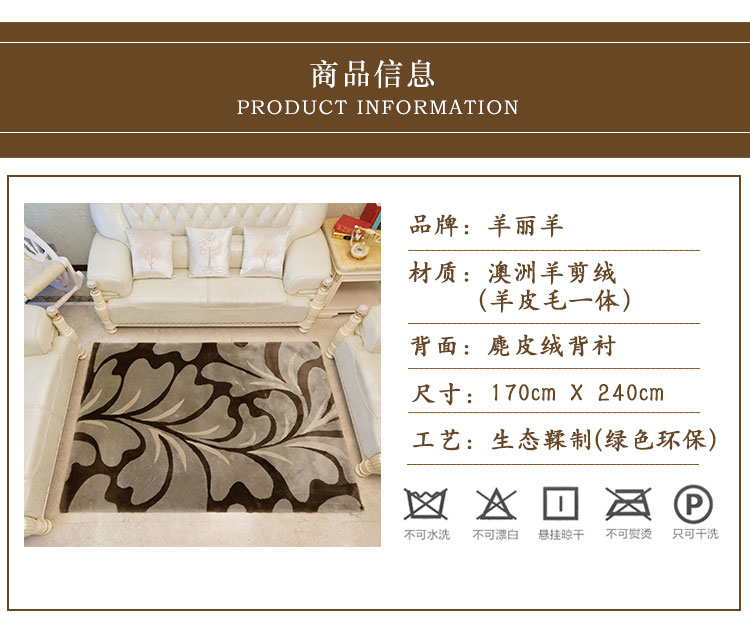 商品信息
PRODUCT INFORMATION
品牌：羊丽羊
材质：澳洲羊剪绒
(羊皮毛一体)
背面：麂皮绒背衬
尺寸：170cm X 240cm
工艺：生态鞣制(绿色环保)
I
P
不可水洗 不可漂白 悬挂晾干 不可熨烫 只可干洗